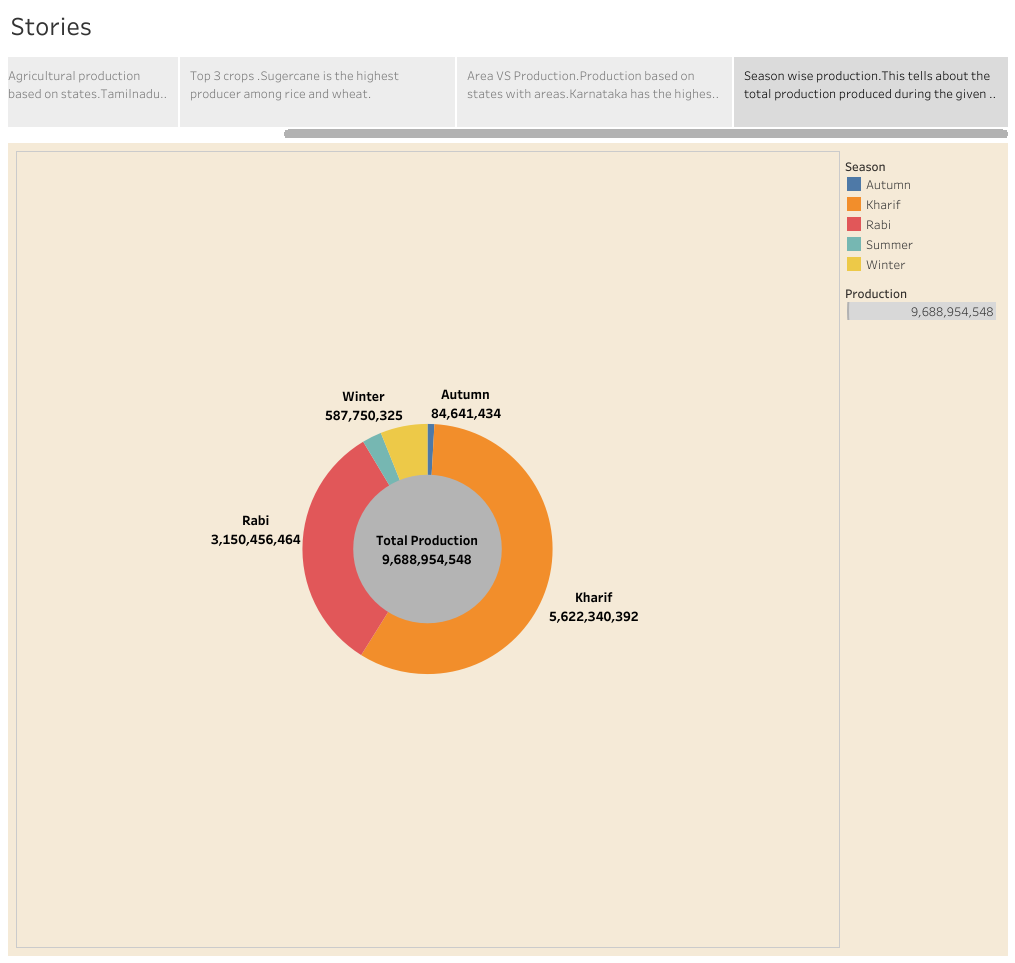 Stories
Agricultural production
based on states.Tamilnadu..
Top 3 crops .Sugercane is the highest
producer among rice and wheat.
Area VS Production.Production based on
states with areas.Karnataka has the highes..
Season wise production.This tells about the
total production produced during the given ..
Season
Autumn
Kharif
Rabi
Summer
Winter
Production
9,688,954,548
Winter
587,750,325
Autumn
84,641,434
Rabi
3,150,456,464
Total Production
9,688,954,548
Kharif
5,622,340,392